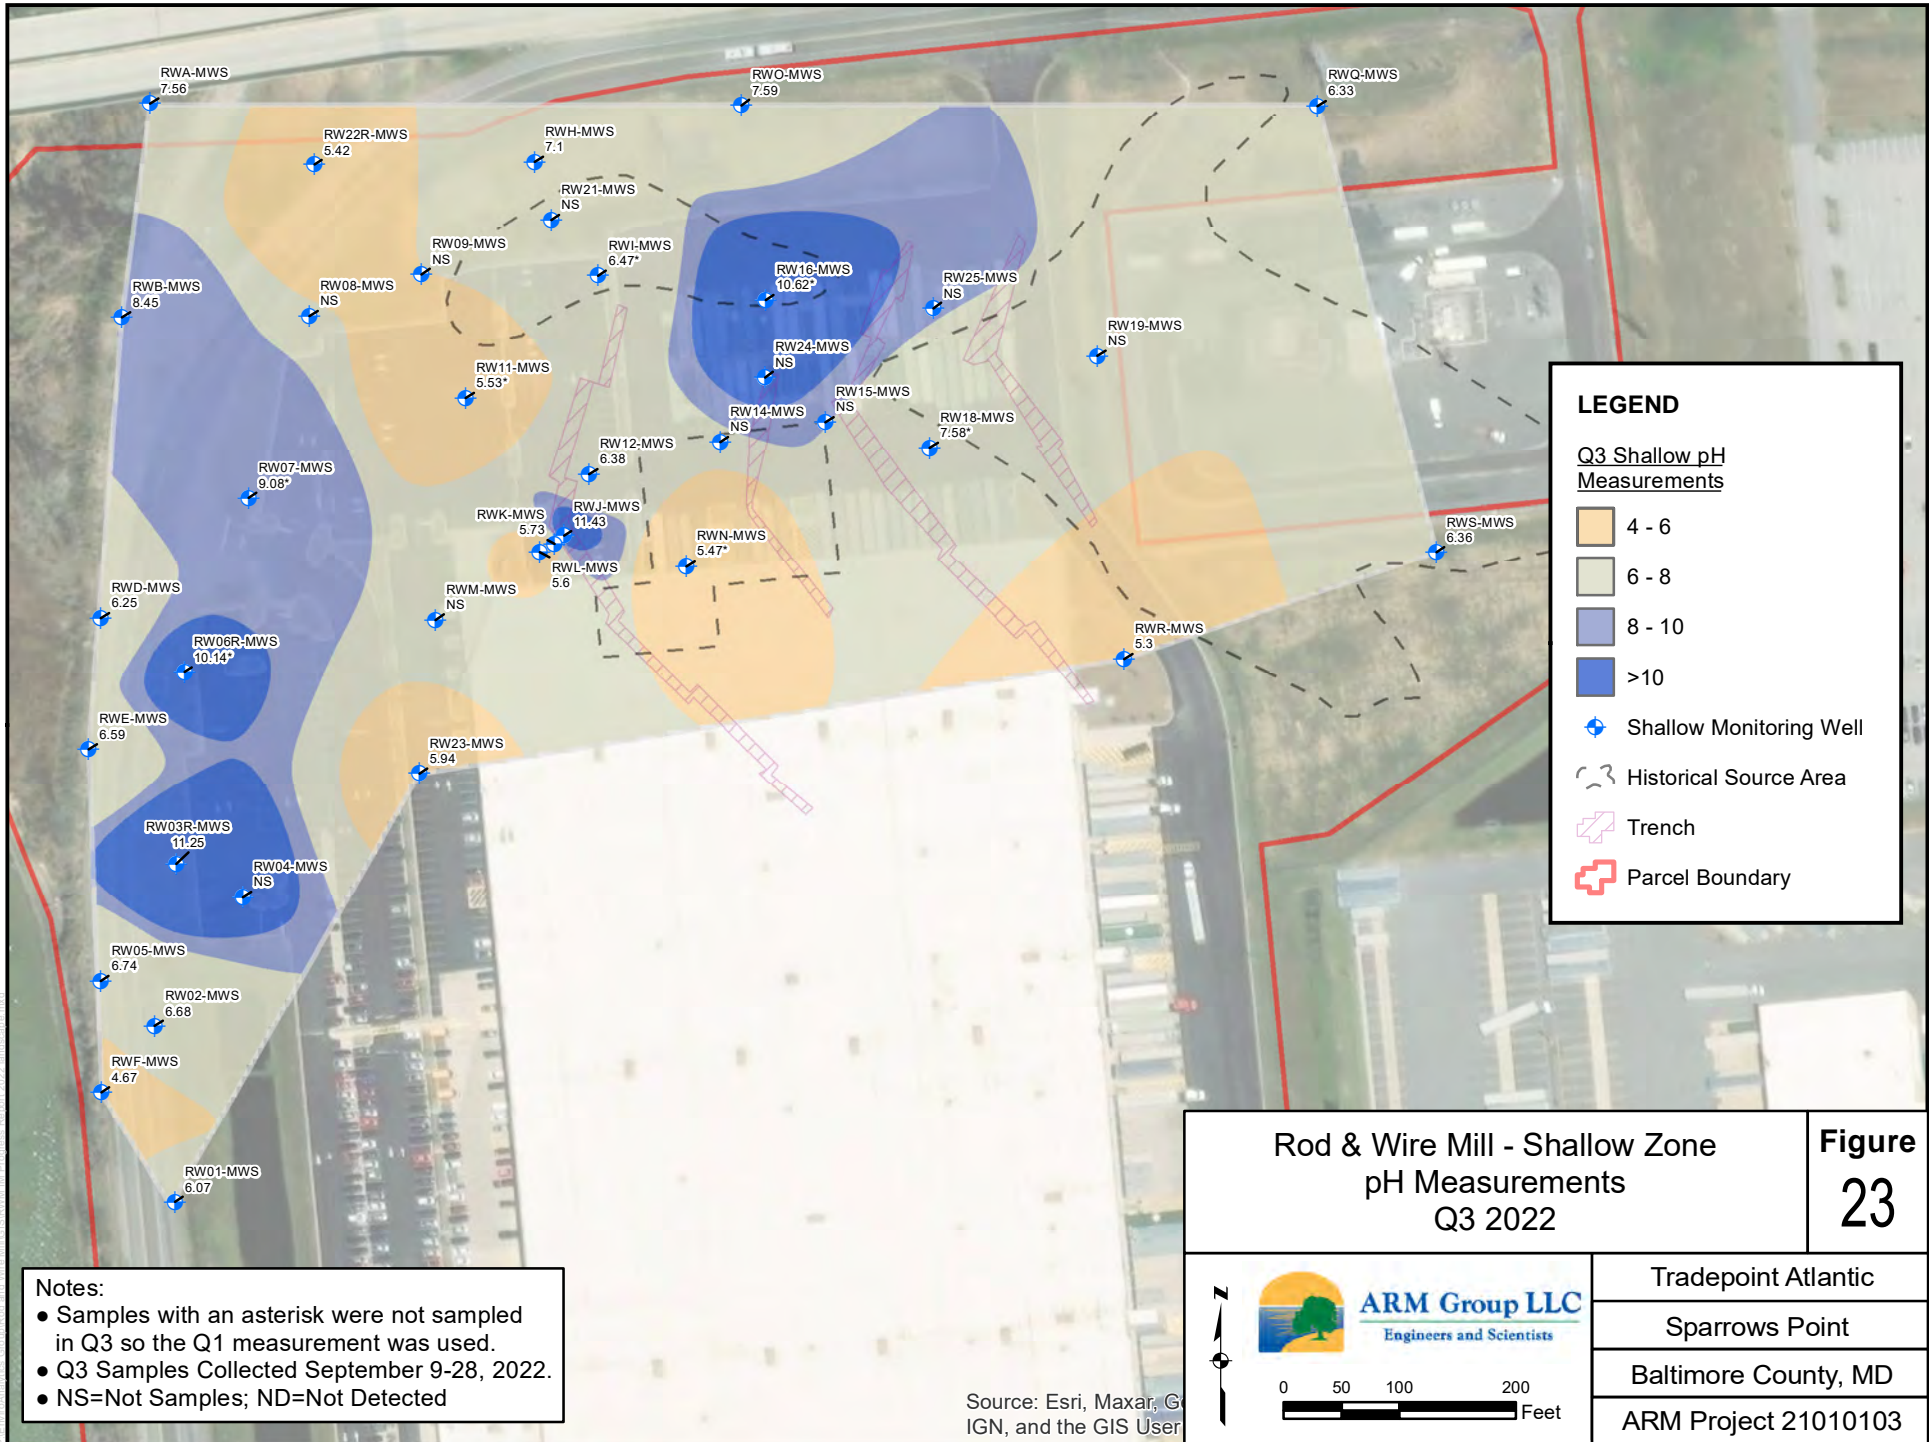 RWA-MWS
7.56
RWO-MWS
7.59
RWQ-MWS
6.33
RW22R-MWS
5.42
RWH-MWS
7.1
RW21-MWS
NS
RW09-MWS
NS
RWI-MWS
6.47*
RW16-MWS
10.62*
RW25-MWS
NS
RWB-MWS
8.45
RW08-MWS
NS
RW19-MWS
NS
RW24-MWS
NS
RW11-MWS
5.53*
RW15-MWS
NS
RW14-MWS
NS
RW18-MWS
7.58*
RW12-MWS
6.38
RW07-MWS
9.08*
RWK-MWS
5.73
RWJ-MWS
11.43
RWN-MWS
5.47*
RWL-MWS
5.6
RWS-MWS
6.36
RWM-MWS
NS
RWD-MWS
6.25
RW06R-MWS
10.14*
RWR-MWS
5.3
RWE-MWS
6.59
RW23-MWS
5.94
RW03R-MWS
11.25
RW04-MWS
NS
RW05-MWS
6.74
RW02-MWS
6.68
RWF-MWS
4.67
RW01-MWS
6.07
LEGEND
Q3 Shallow pH
Measurements
4 - 6
6 - 8
8 - 10
>10
Shallow Monitoring Well
Historical Source Area
Trench
Parcel Boundary
Notes:
● Samples with an asterisk were not sampled
in Q3 so the Q1 measurement was used.
● Q3 Samples Collected September 9-28, 2022.
● NS=Not Samples; ND=Not Detected
Source: Esri, Maxar,
IGN, and the GIS User
Rod & Wire Mill - Shallow Zone
pH Measurements
Q3 2022
Figure
23
Z
ARM Group LLC
Engineers and Scientists
0 50 100 200
Feet
Tradepoint Atlantic
Sparrows Point
Baltimore County, MD
ARM Project 21010103